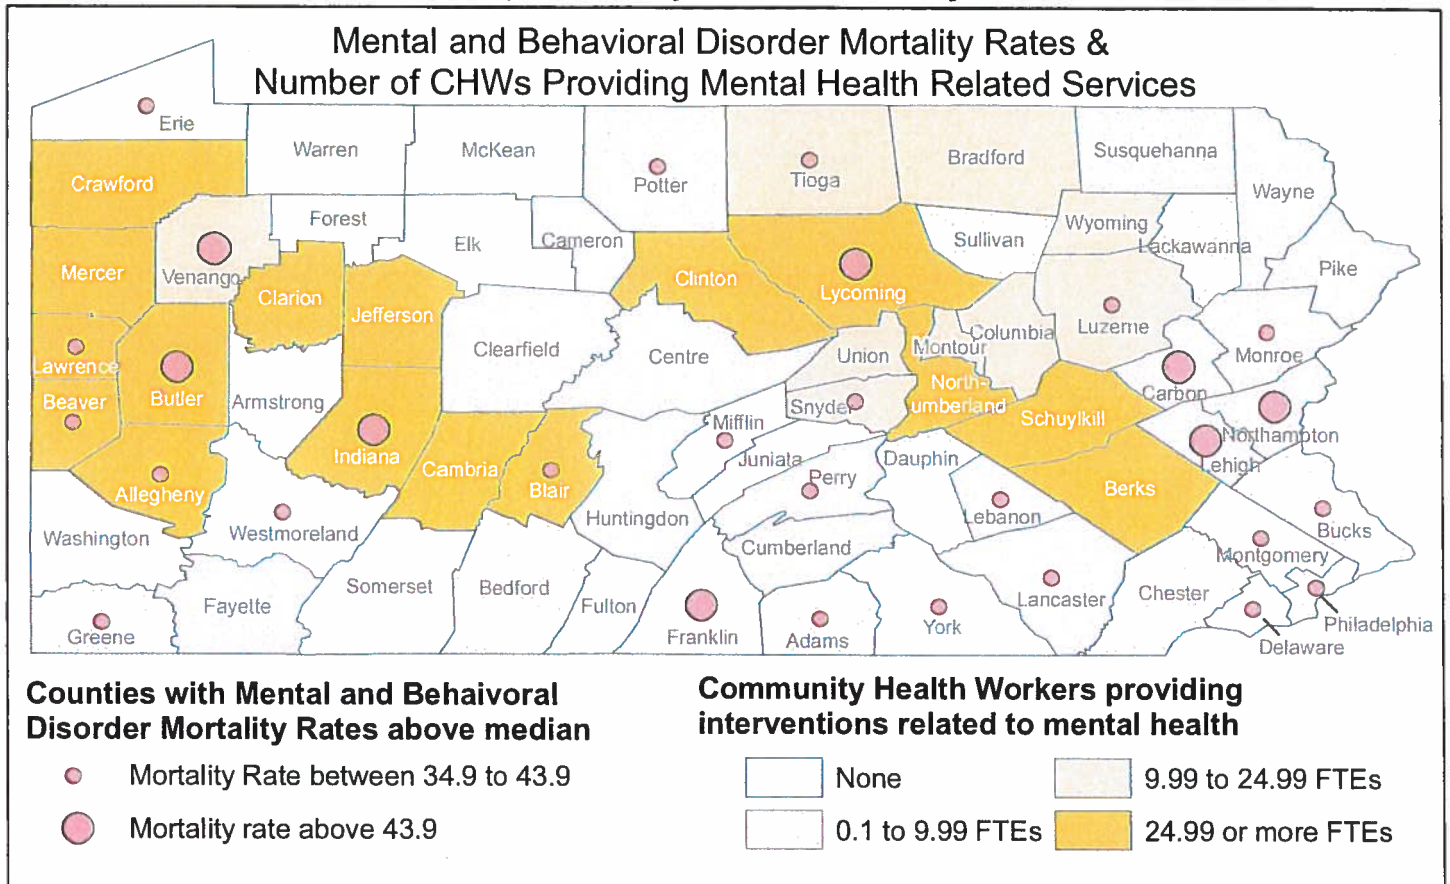 Mental and Behavioral Disorder Mortality Rates &
Number of CHWs Providing Mental Health Related Services
Erie
Warren
McKean
Potter
Tioga
Bradford
Susquehanna
Wayne
Crawford
Forest
Elk
Cameron
Sullivan
Wyoming
Lackawanna
Pike
Mercer
Venango
Clarion
Jefferson
Clinton
Lycoming
Clearfield
Centre
Union
Montour
Columbia
Luzerne
Monroe
Lawrence
Butler
Armstrong
Beaver
Snyder
North-
umberland
Schuylkill
Carbon
Northampton
Lehigh
Indiana
Cambria
Blair
Mifflin
Juniata
Perry
Dauphin
Lebanon
Berks
Allegheny
Westmoreland
Huntingdon
Washington
Cumberland
Bucks
Montgomery
Somerset
Bedford
Fulton
Franklin
Adams
York
Lancaster
Chester
Fayette
Greene
Philadelphia
Delaware
Counties with Mental and Behaivoral
Disorder Mortality Rates above median
Mortality Rate between 34.9 to 43.9
Mortality rate above 43.9
Community Health Workers providing
interventions related to mental health
None
9.99 to 24.99 FTEs
0.1 to 9.99 FTEs
24.99 or more FTEs